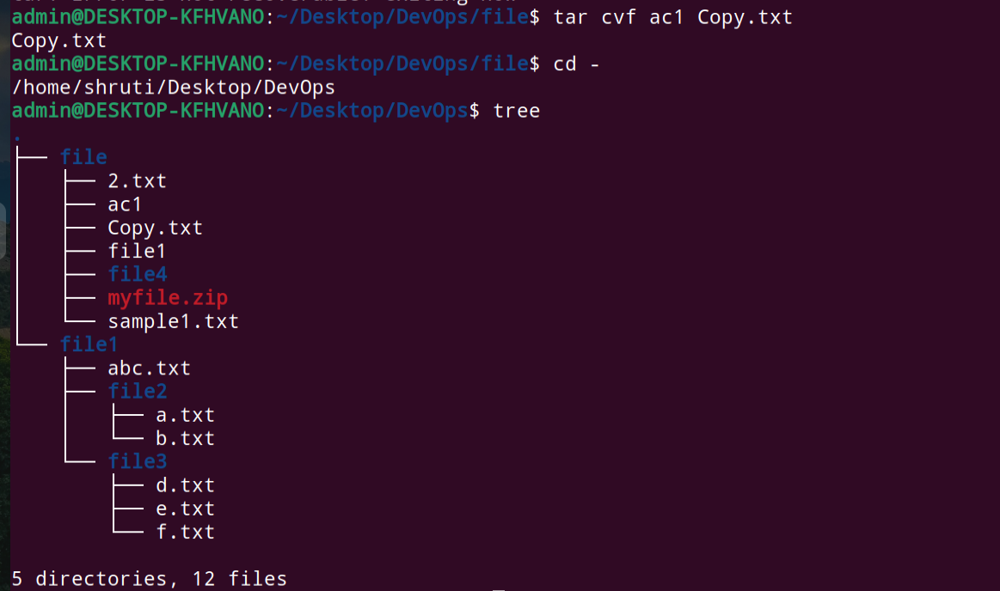 admin@DESKTOP-KFHVANO:~/Desktop/DevOps/file$ tar cvf ac1 Copy.txt
Copy.txt
admin@DESKTOP-KFHVANO:~/Desktop/DevOps/file$ cd -
/home/shruti/Desktop/DevOps
admin@DESKTOP-KFHVANO:~/Desktop/DevOps$ tree
.
├── file
│   ├── 2.txt
│   ├── ac1
│   ├── Copy.txt
│   ├── file1
│   ├── file4
│   ├── myfile.zip
│   └── sample1.txt
└── file1
    ├── abc.txt
    ├── file2
    │   ├── a.txt
    │   └── b.txt
    └── file3
        ├── d.txt
        ├── e.txt
        └── f.txt
5 directories, 12 files